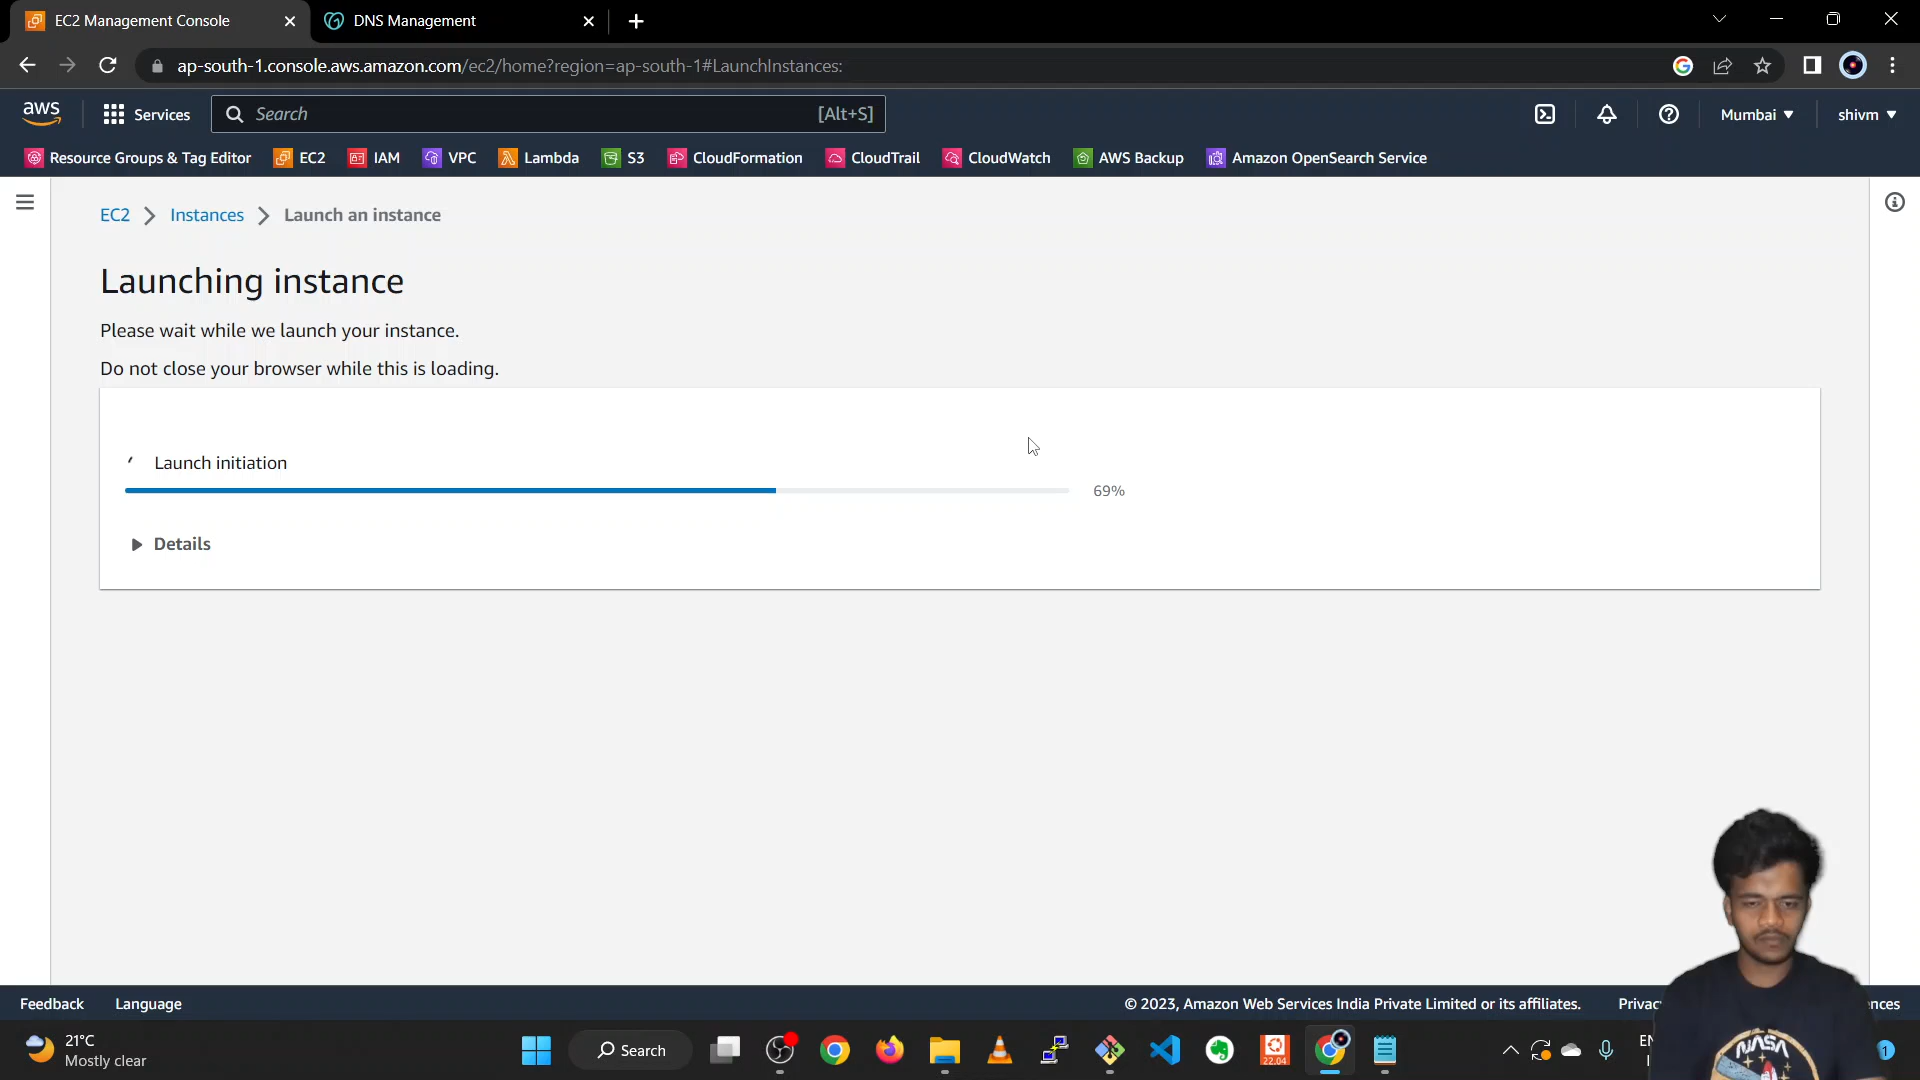 EC2 Management Console
DNS Management
ap-south-1.console.aws.amazon.com/ec2/home?region=ap-south-1#LaunchInstances:
aws
Services
Search
[Alt+S]
Mumbai
shivm
Resource Groups & Tag Editor
EC2
IAM
VPC
Lambda
S3
CloudFormation
CloudTrail
CloudWatch
AWS Backup
Amazon OpenSearch Service
EC2
Instances
Launch an instance
Launching instance
Please wait while we launch your instance.
Do not close your browser while this is loading.
Launch initiation
69%
Details
Feedback
Language
© 2023, Amazon Web Services India Private Limited or its affiliates.
21°C
Mostly clear
Search
22.04
NASA
1